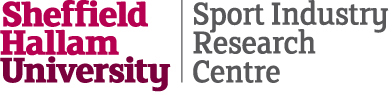 Sheffield
Hallam
University
Sport Industry
Research
Centre